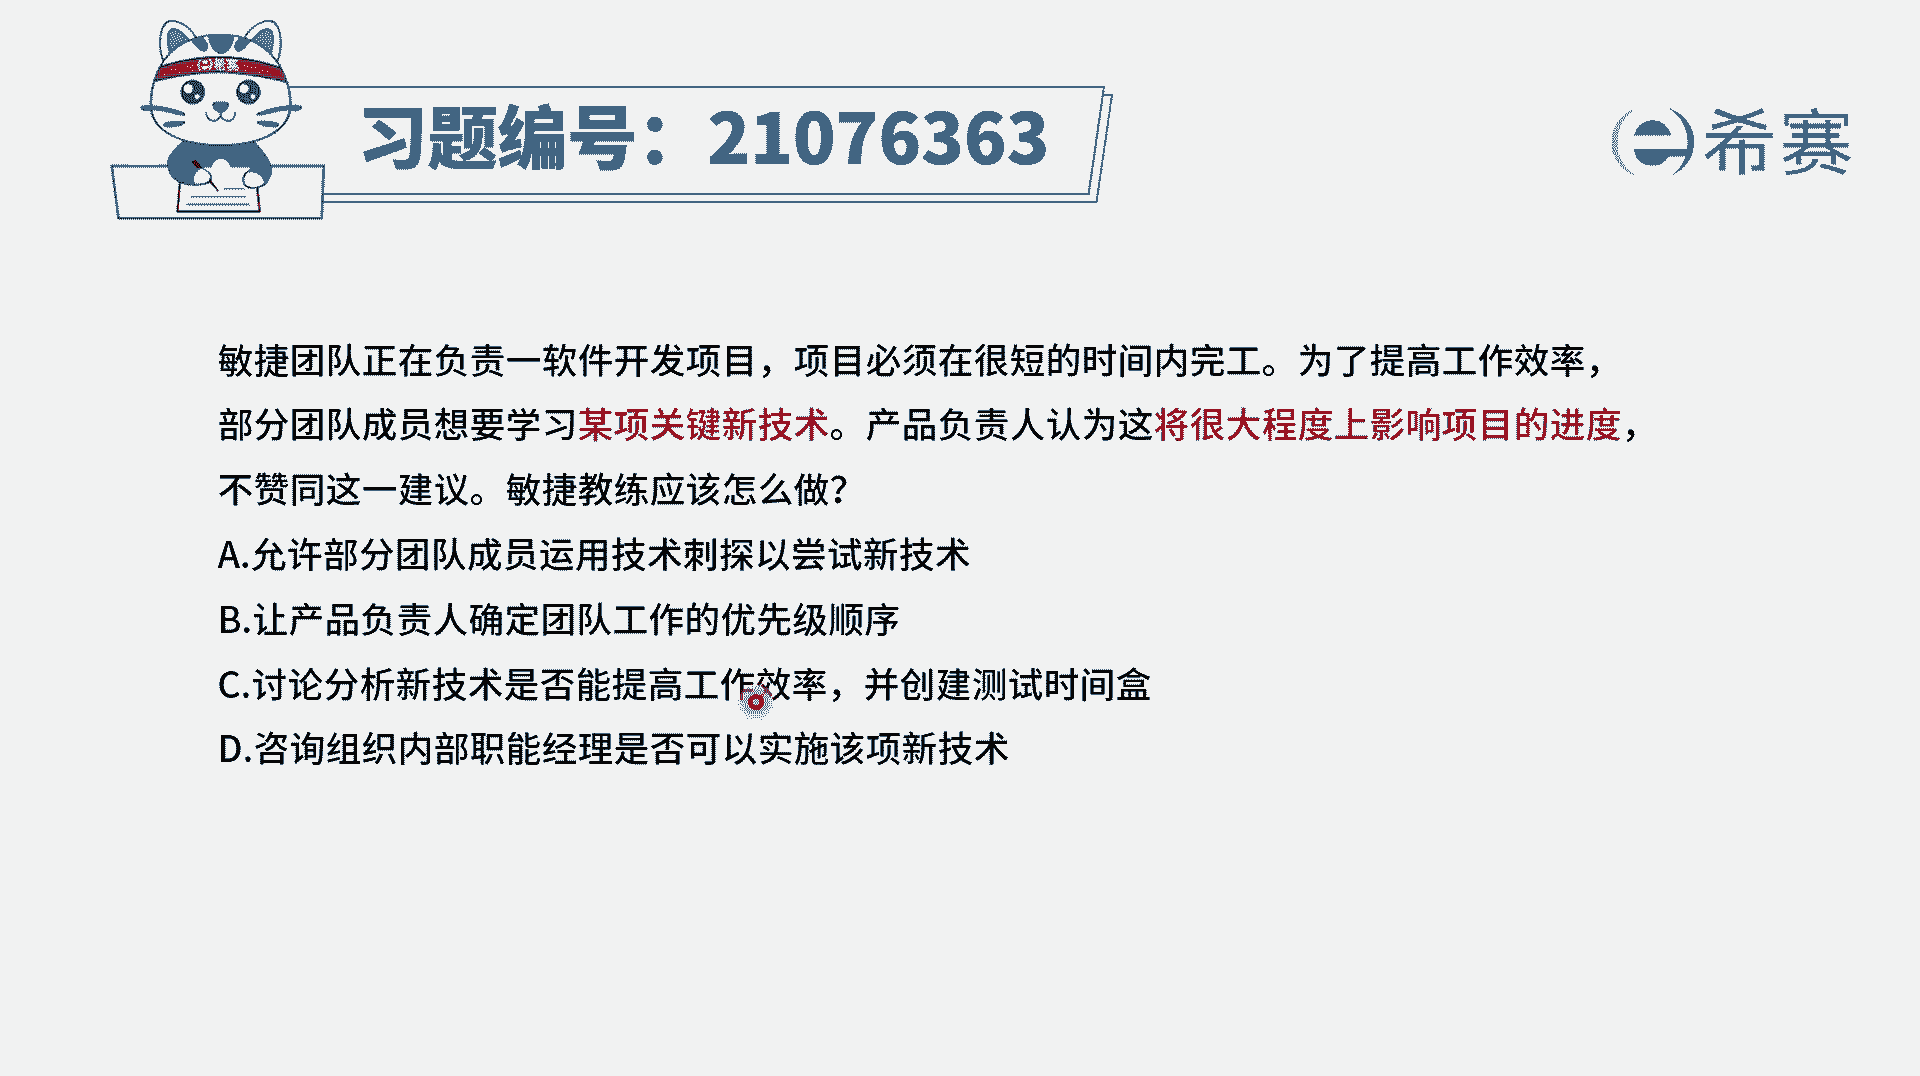 习题编号：21076363
希赛
敏捷团队正在负责一软件开发项目，项目必须在很短的时间内完工。为了提高工作效率，
部分团队成员想要学习某项关键新技术。产品负责人认为这将很大程度上影响项目的进度，
不赞同这一建议。敏捷教练应该怎么做？
A.允许部分团队成员运用技术刺探以尝试新技术
B.让产品负责人确定团队工作的优先级顺序
C.讨论分析新技术是否能提高工作效率，并创建测试时间盒
D.咨询组织内部职能经理是否可以实施该项新技术